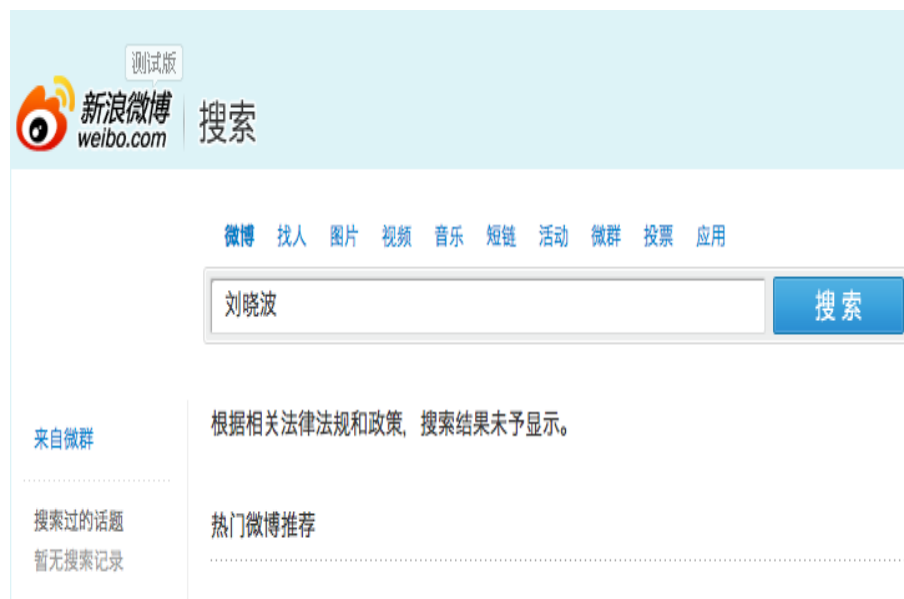 测试版
新浪微博
weibo.com
搜索
微博 找人 图片 视频 音乐 短链 活动 微群 投票 应用
刘晓波
搜 索
来自微群
根据相关法律法规和政策，搜索结果未予显示。
搜索过的话题
暂无搜索记录
热门微博推荐